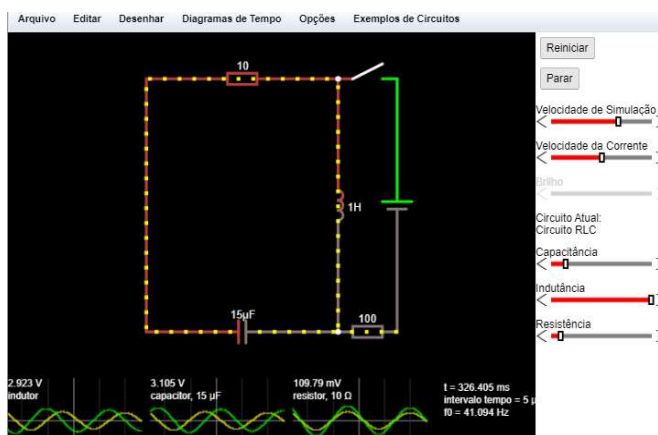 Arquivo Editar Desenhar Diagramas de Tempo Opções Exemplos de Circuitos
Reiniciar
Parar
Velocidade de Simulação
Velocidade da Corrente
Brilho
Circuito Atual:
Circuito RLC
Capacitância
Indutância
Resistência
10
1H
15µF
100
2.923 V
indutor
3.105 V
capacitor, 15 µF
109.79 mV
resistor, 10 Ω
t = 326.405 ms
intervalo tempo = 5 µ
f0 = 41.094 Hz